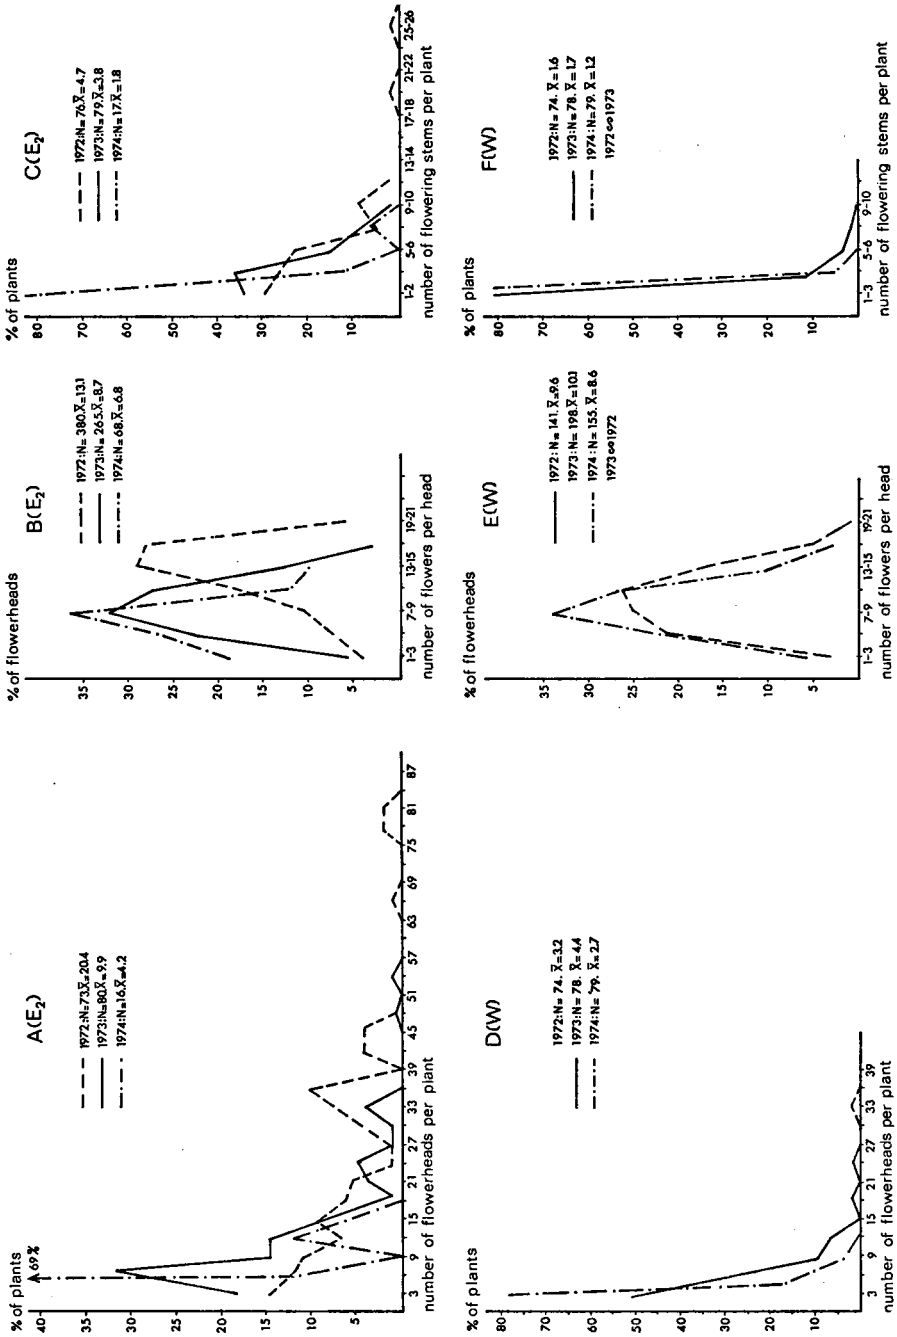 % of plants
A(E₂)
69%
1972:N=73.X̄=20.4
1973:N=80.X̄=9.9
1974:N=16.X̄=4.2
40
35
30
25
20
15
10
5
3 9 15 21 27 33 39 45 51 57 63 69 75 81 87
number of flowerheads per plant
% of flowerheads
B(E₂)
1972:N=380.X̄=13.1
1973:N=265.X̄=8.7
1974:N=68.X̄=6.8
35
30
25
20
15
10
5
1-3 7-9 13-15 19-21
number of flowers per head
% of plants
C(E₂)
1972:N=76.X̄=4.7
1973:N=79.X̄=3.8
1974:N=17.X̄=1.8
80
70
60
50
40
30
20
10
1-2 5-6 9-10 13-14 17-18 21-22 25-26
number of flowering stems per plant
% of plants
D(W)
1972:N=74. X̄=3.2
1973:N=78. X̄=4.4
1974:N=79. X̄=2.7
80
70
60
50
40
30
20
10
3 9 15 21 27 33 39
number of flowerheads per plant
% of flowerheads
E(W)
1972:N=141. X̄=9.6
1973:N=198.X̄=10.1
1974:N=155.X̄=8.6
1973∞1972
35
30
25
20
15
10
5
1-3 7-9 13-15 19-21
number of flowers per head
% of plants
F(W)
1972:N=74. X̄=1.6
1973:N=78. X̄=1.7
1974:N=79. X̄=1.2
1972∞1973
80
70
60
50
40
30
20
10
1-3 5-6 9-10
number of flowering stems per plant